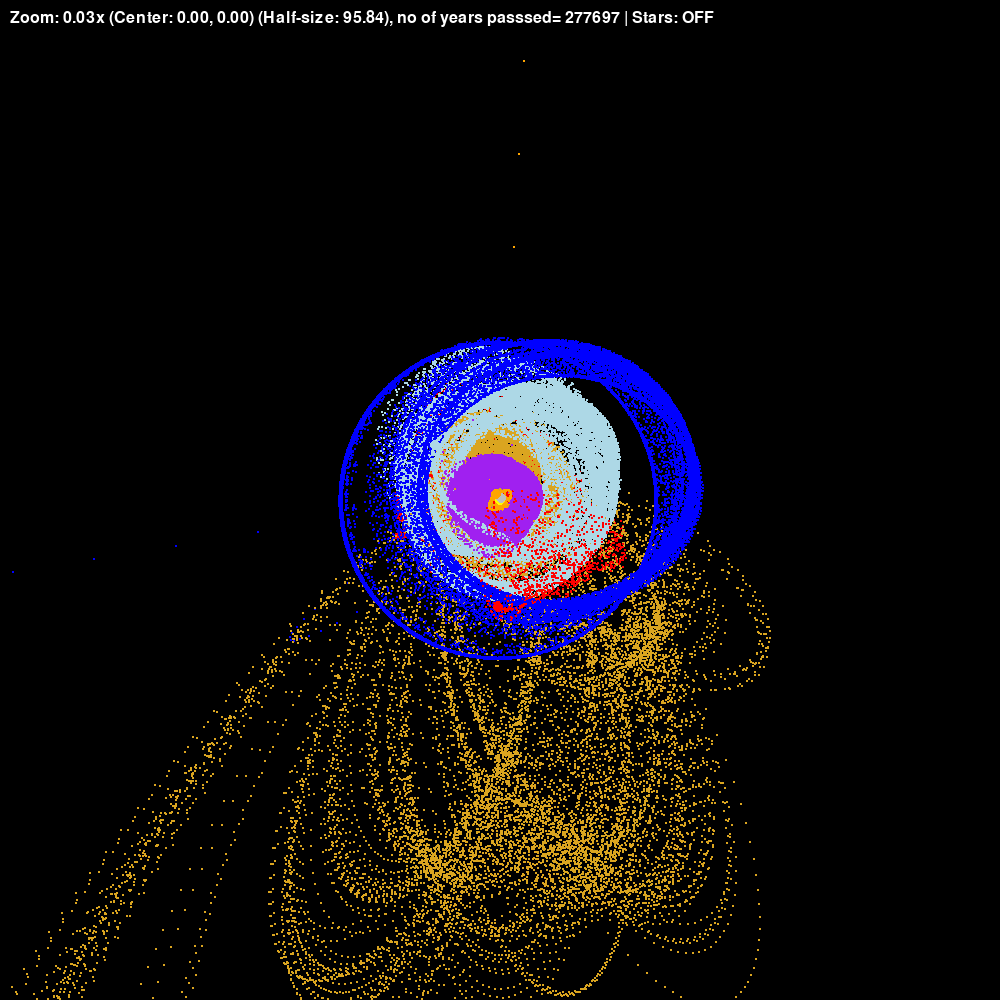 Zoom: 0.03x (Center: 0.00, 0.00) (Half-size: 95.84), no of years passsed= 277697 | Stars: OFF